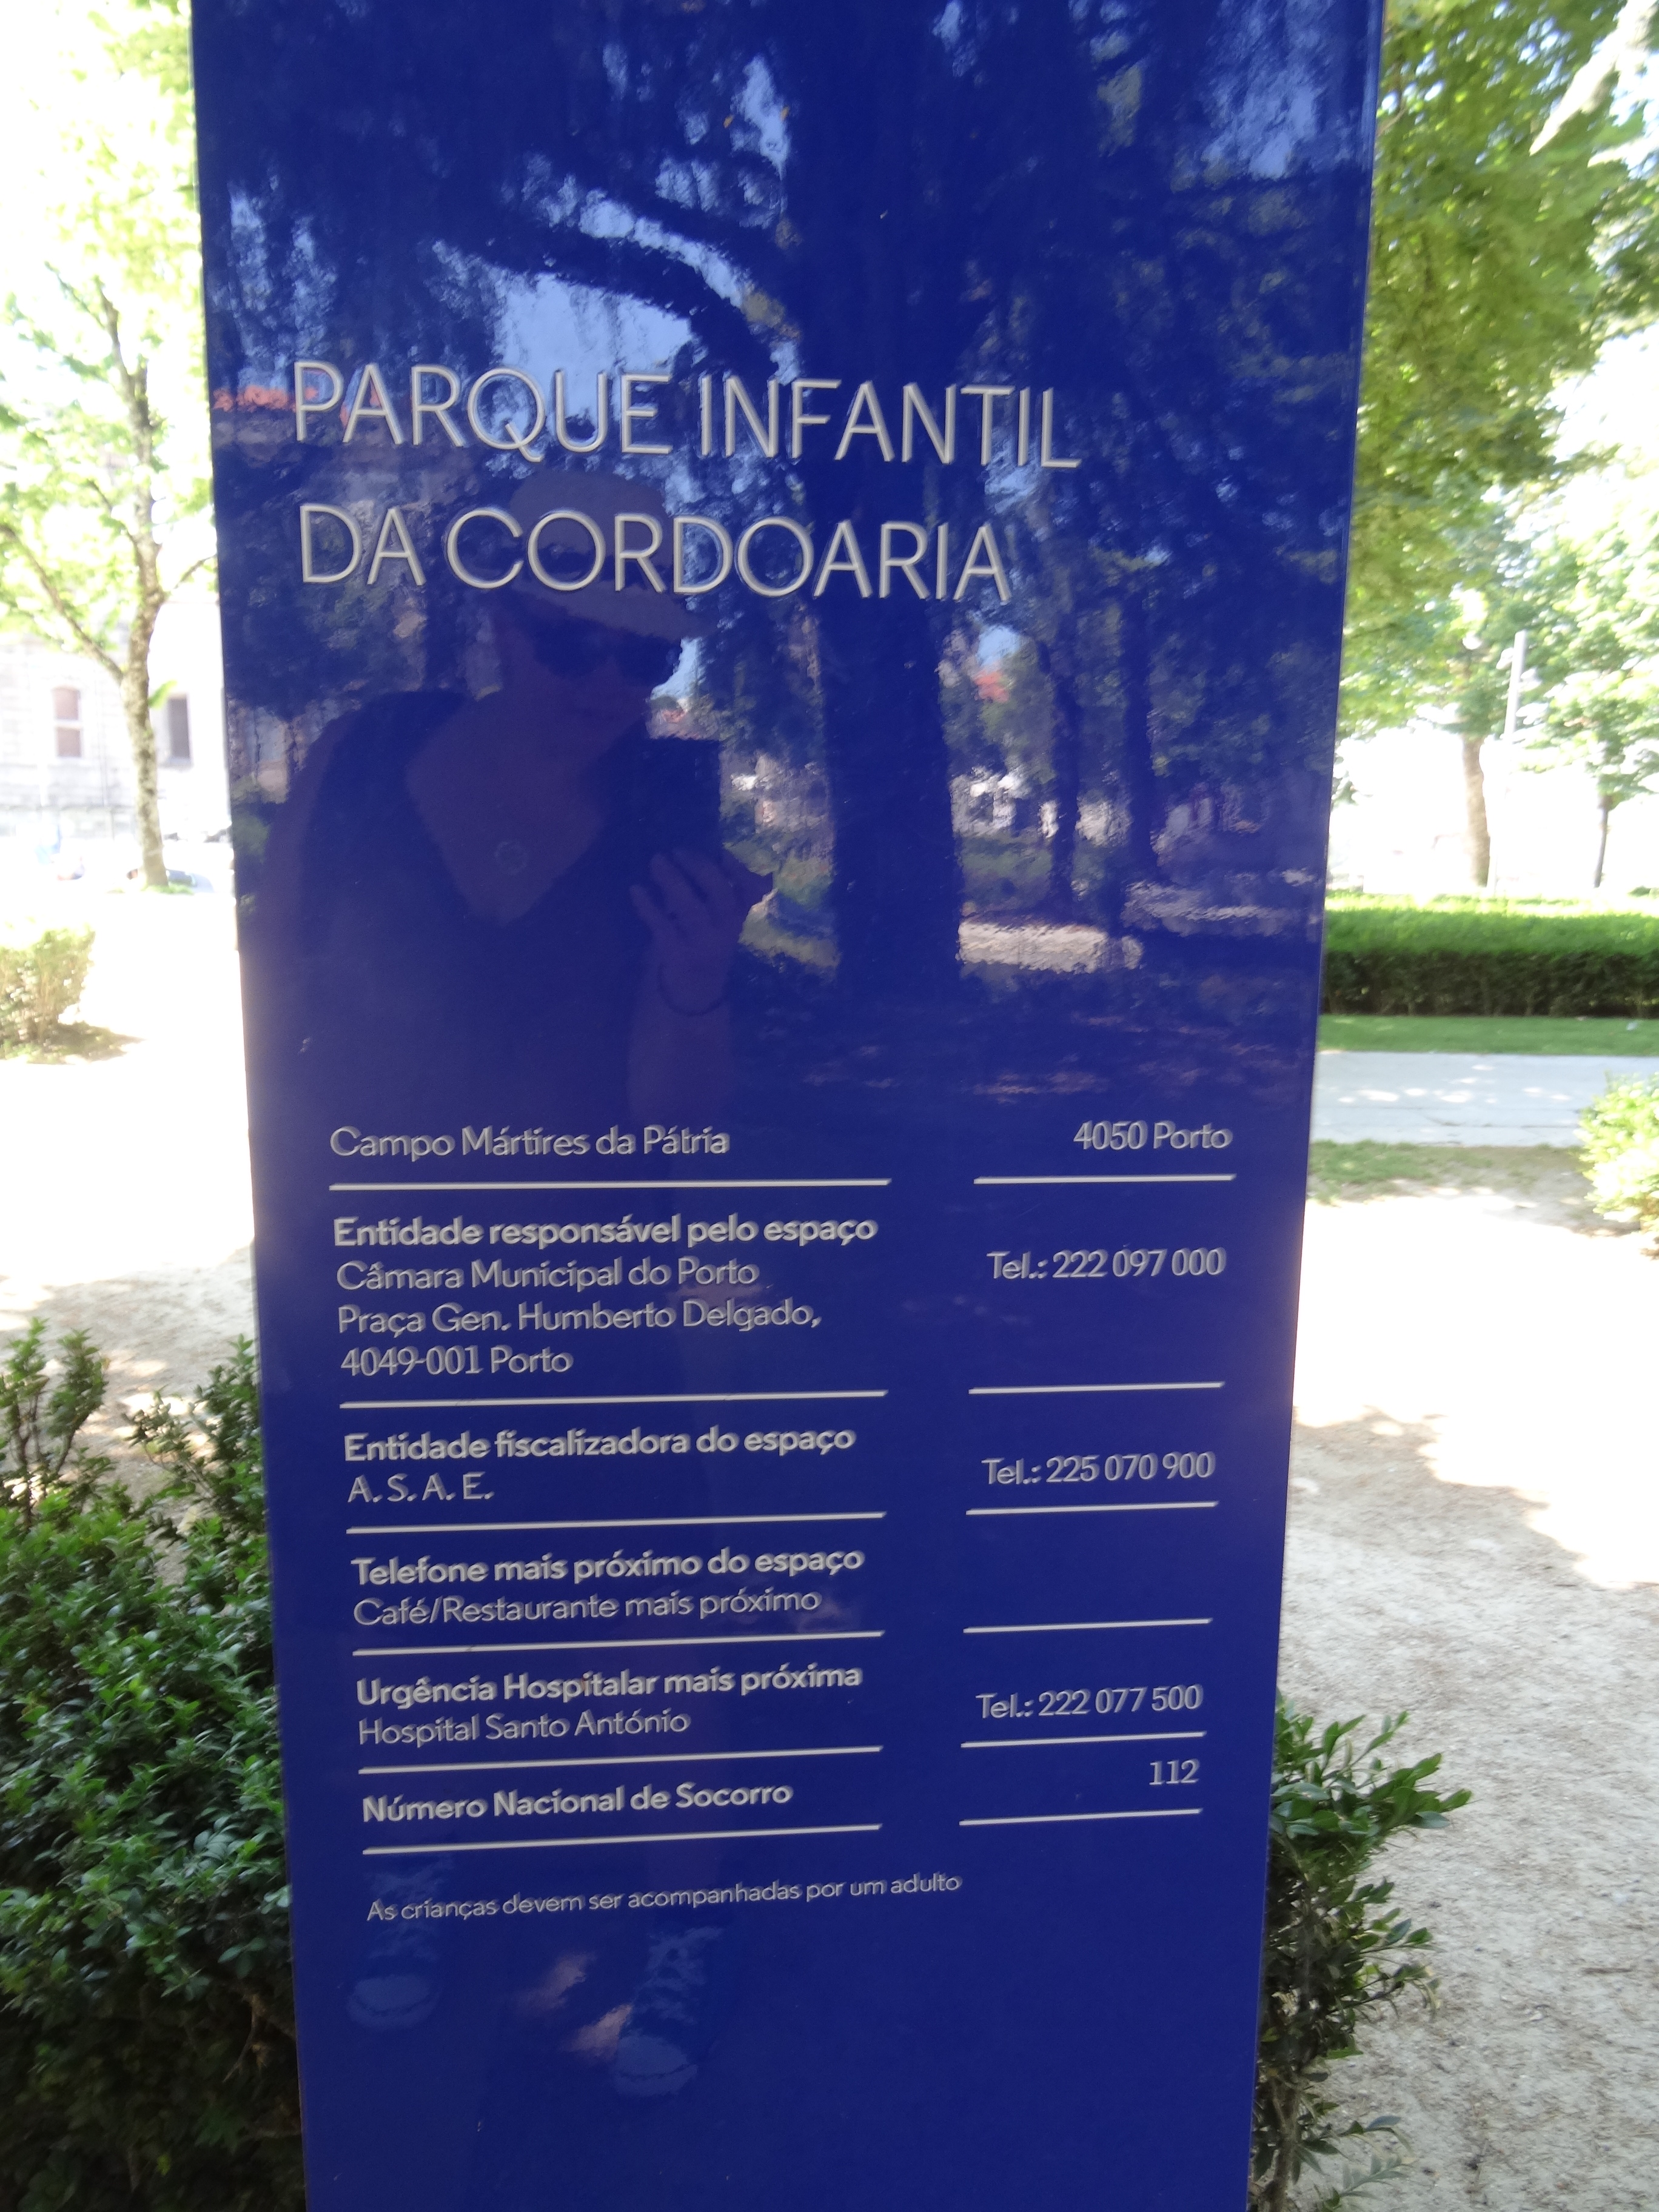 PARQUE INFANTIL
DA CORDOARIA
Campo Mártires da Pátria 4050 Porto
Entidade responsável pelo espaço
Câmara Municipal do Porto Tel.: 222 097 000
Praça Gen. Humberto Delgado,
4049-001 Porto
Entidade fiscalizadora do espaço
A. S. A. E. Tel.: 225 070 900
Telefone mais próximo do espaço
Café/Restaurante mais próximo
Urgência Hospitalar mais próxima
Hospital Santo António Tel.: 222 077 500
Número Nacional de Socorro 112
As crianças devem ser acompanhadas por um adulto